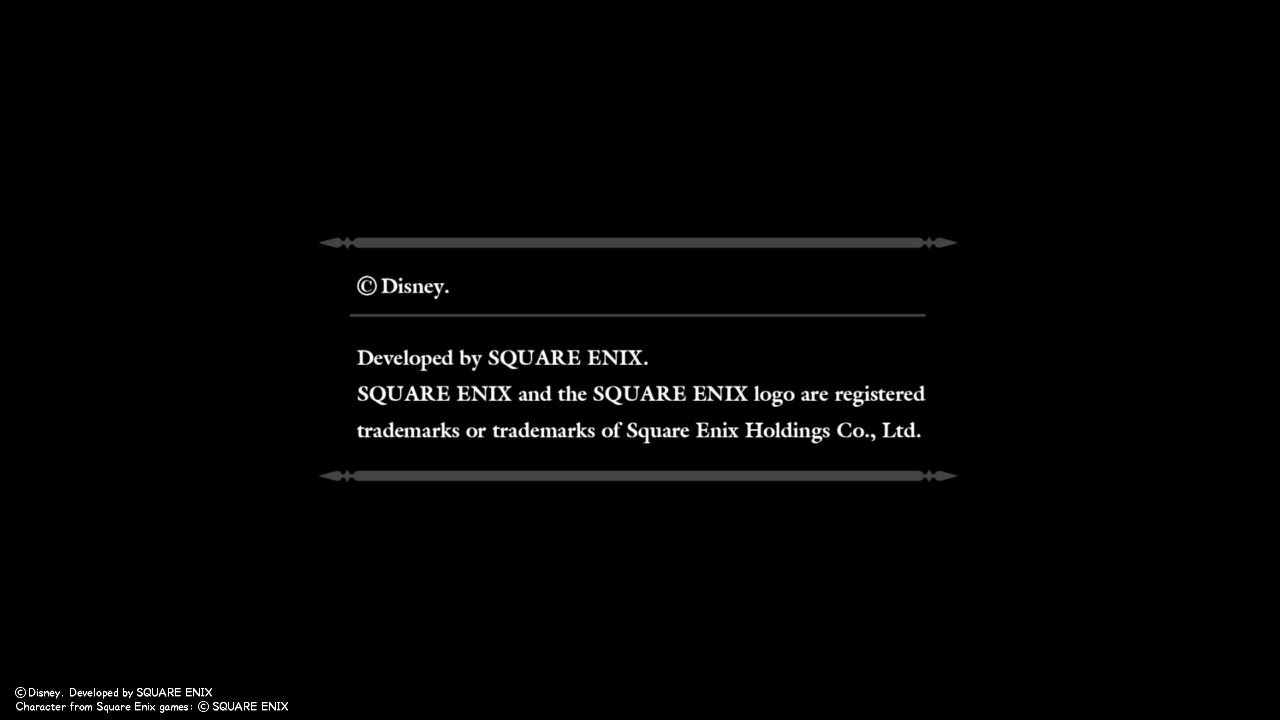 © Disney.
Developed by SQUARE ENIX.
SQUARE ENIX and the SQUARE ENIX logo are registered
trademarks or trademarks of Square Enix Holdings Co., Ltd.
© Disney. Developed by SQUARE ENIX
Character from Square Enix games: © SQUARE ENIX